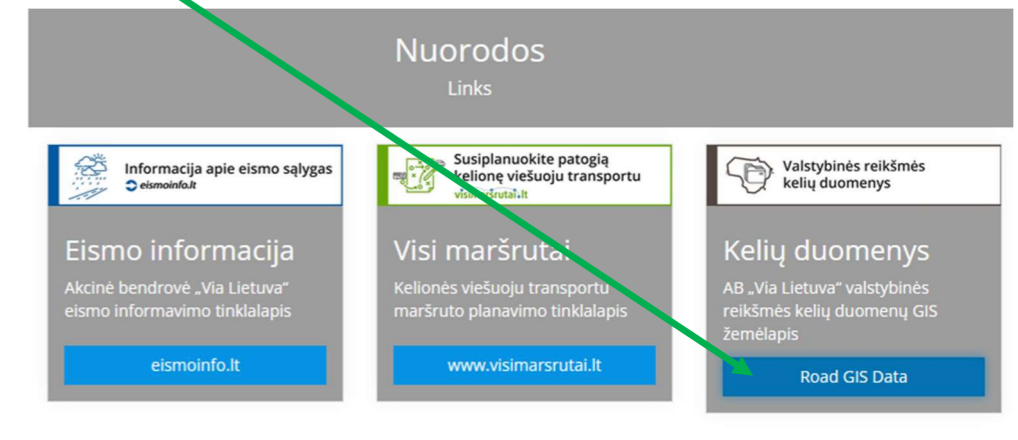 Nuorodos
Links
Informacija apie eismo sąlygas
eismoinfo.lt
Eismo informacija
Akcinė bendrovė „Via Lietuva“
eismo informavimo tinklalapis
eismoinfo.lt
Susiplanuokite patogią
kelionę viešuoju transportu
visimarsrutai.lt
Visi maršrutai
Kelionės viešuoju transportu
maršruto planavimo tinklalapis
www.visimarsrutai.lt
Valstybinės reikšmės
kelių duomenys
Kelių duomenys
AB „Via Lietuva“ valstybinės
reikšmės kelių duomenų GIS
žemėlapis
Road GIS Data